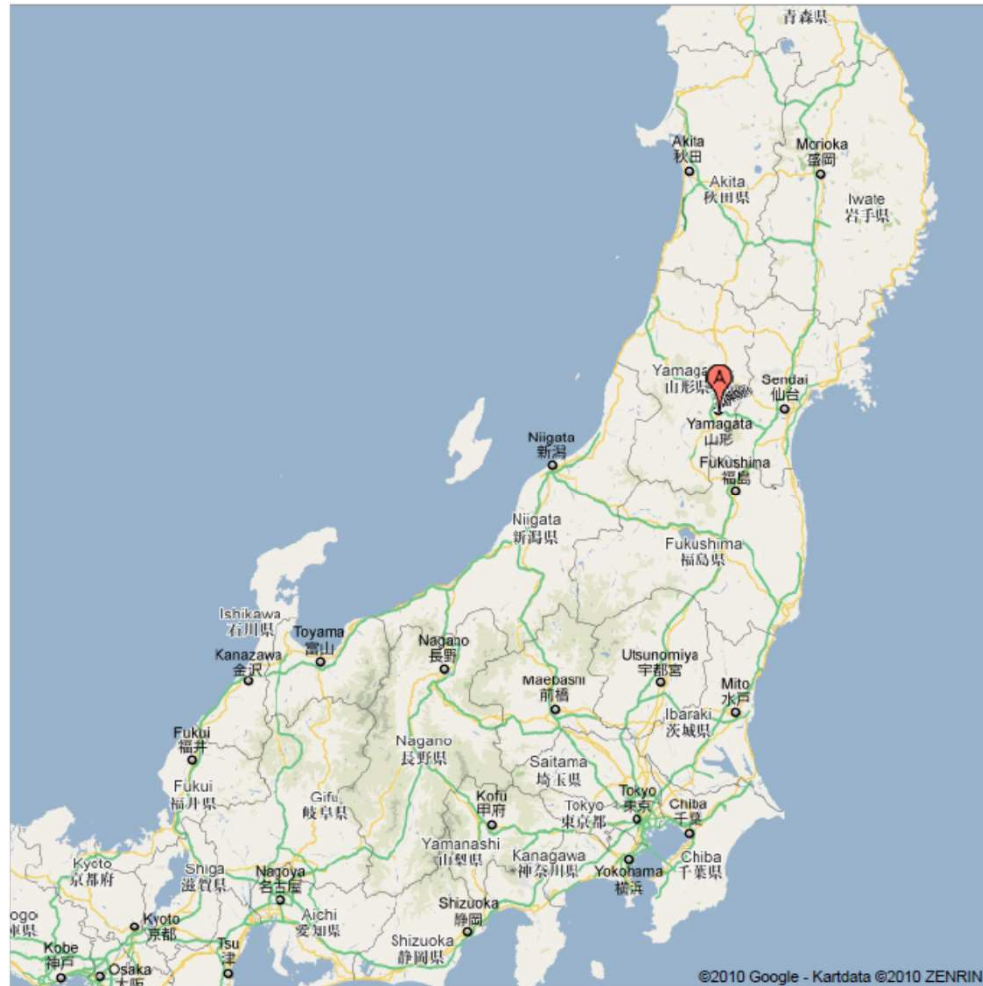 青森県
Akita
秋田
Morioka
盛岡
Akita
秋田県
Iwate
岩手県
山形県
Sendai
仙台
A
Yamagata
山形
Niigata
新潟
Fukushima
福島
Niigata
新潟県
Fukushima
福島県
Ishikawa
石川県
Toyama
富山
Kanazawa
金沢
Nagano
長野
Utsunomiya
宇都宮
Maebashi
前橋
Mito
水戸
Ibaraki
茨城県
Fukui
福井
Nagano
長野県
Saitama
埼玉県
Fukui
福井県
Gifu
岐阜県
Kofu
甲府
Tokyo
東京都
Tokyo
東京
Chiba
千葉
Yamanashi
山梨県
Kanagawa
神奈川県
Yokohama
横浜
Chiba
千葉県
Kyoto
京都府
Shiga
滋賀県
Nagoya
名古屋
Aichi
愛知県
Shizuoka
静岡
Shizuoka
静岡県
Kyoto
京都
Kobe
神戸
Osaka
大阪
Tsu
津
©2010 Google - Kartdata ©2010 ZENRIN